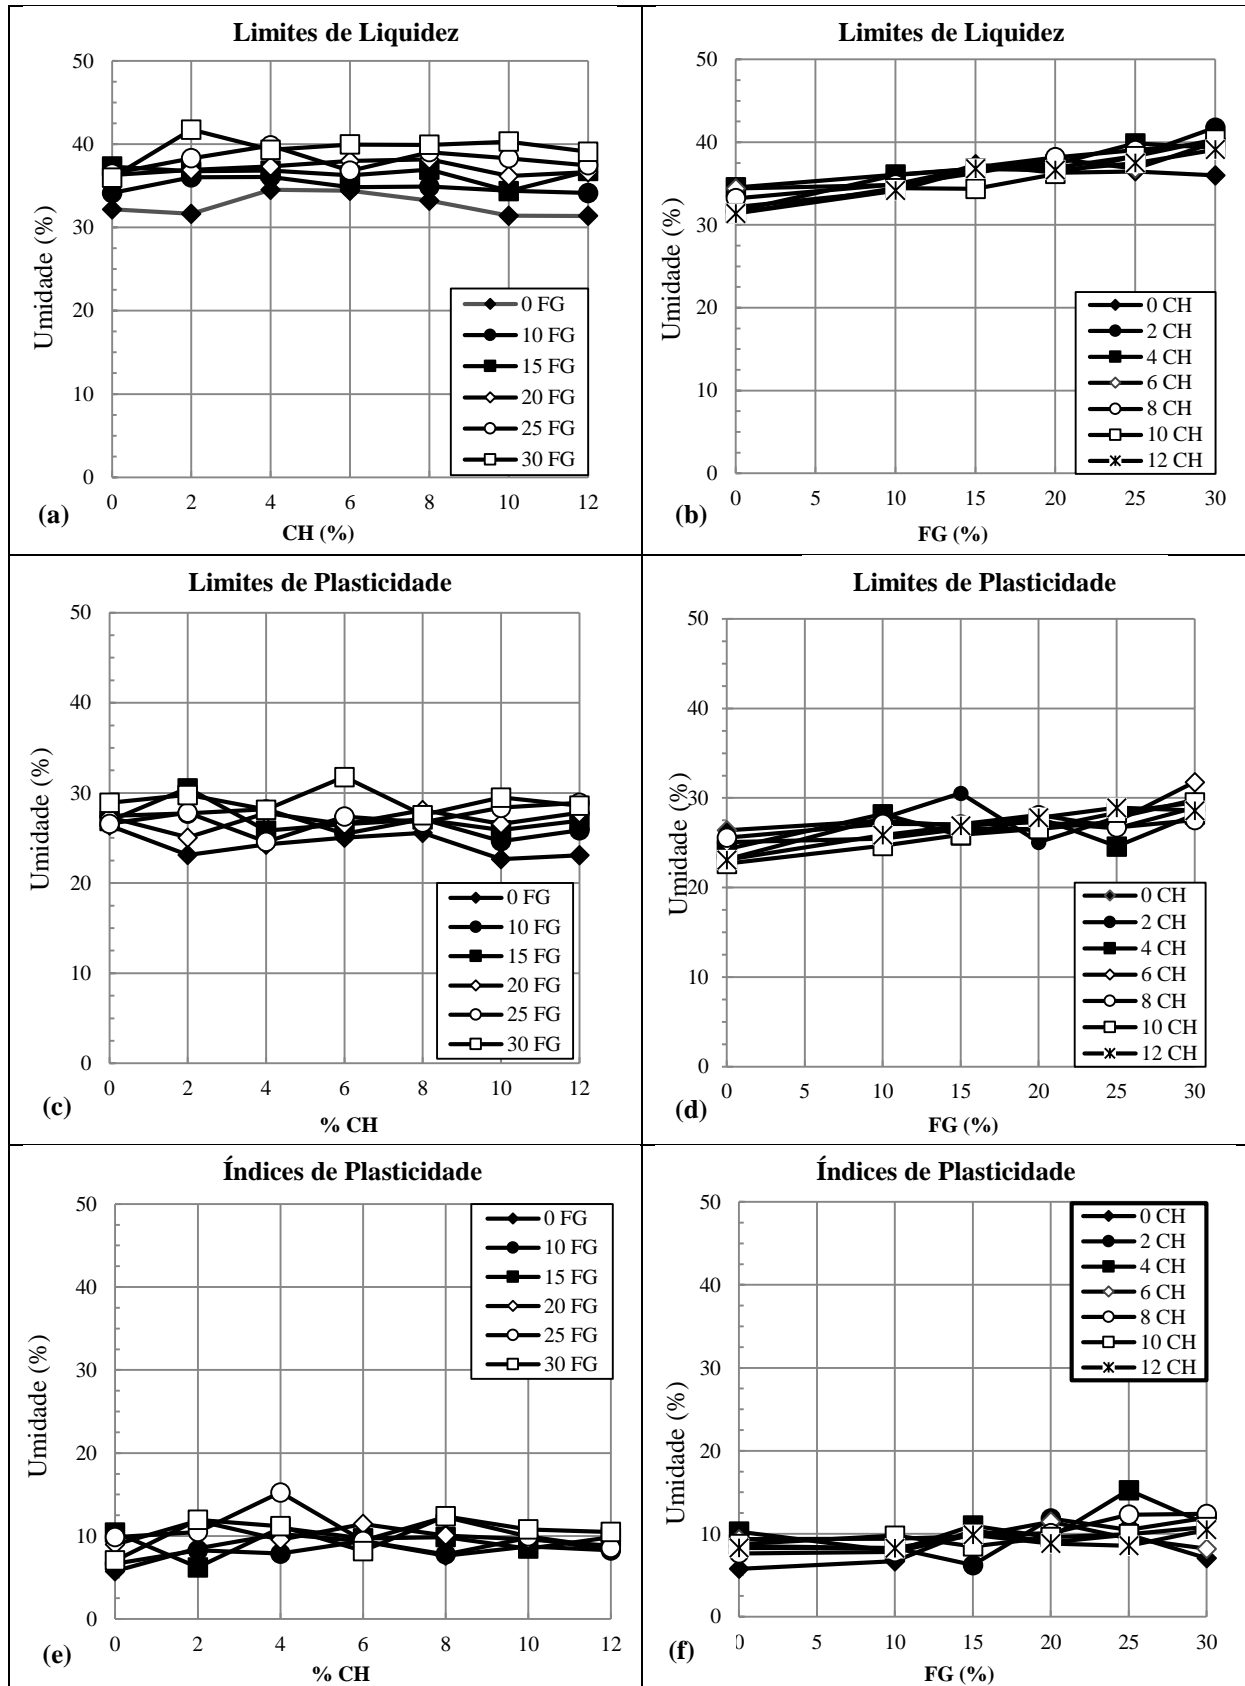 Limites de Liquidez
50
40
30
20
10
0
Umidade (%)
0 FG
10 FG
15 FG
20 FG
25 FG
30 FG
0 2 4 6 8 10 12
(a)
CH (%)
Limites de Liquidez
50
40
30
20
10
0
Umidade (%)
0 CH
2 CH
4 CH
6 CH
8 CH
10 CH
12 CH
0 5 10 15 20 25 30
(b)
FG (%)
Limites de Plasticidade
50
40
30
20
10
0
Umidade (%)
0 FG
10 FG
15 FG
20 FG
25 FG
30 FG
0 2 4 6 8 10 12
(c)
% CH
Limites de Plasticidade
50
40
30
20
10
0
Umidade (%)
0 CH
2 CH
4 CH
6 CH
8 CH
10 CH
12 CH
0 5 10 15 20 25 30
(d)
FG (%)
Índices de Plasticidade
50
40
30
20
10
0
Umidade (%)
0 FG
10 FG
15 FG
20 FG
25 FG
30 FG
0 2 4 6 8 10 12
(e)
% CH
Índices de Plasticidade
50
40
30
20
10
0
Umidade (%)
0 CH
2 CH
4 CH
6 CH
8 CH
10 CH
12 CH
0 5 10 15 20 25 30
(f)
FG (%)